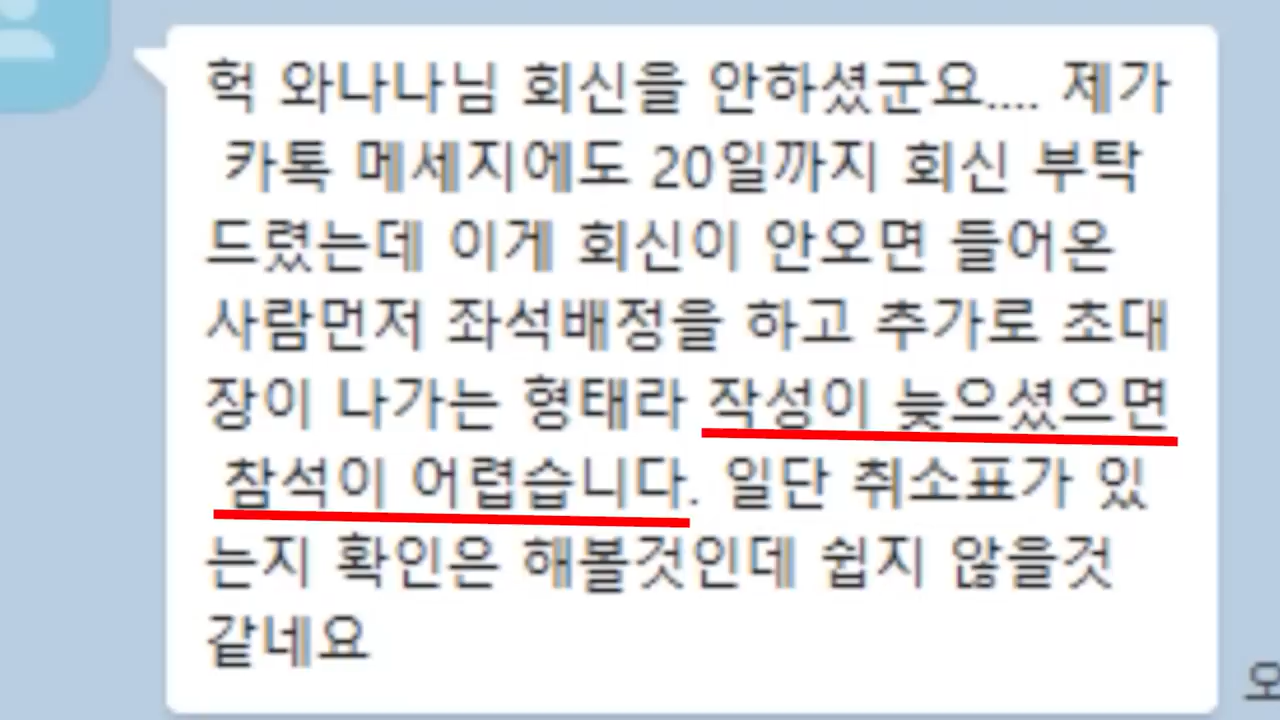 헉 와나나님 회신을 안하셨군요.... 제가
카톡 메세지에도 20일까지 회신 부탁
드렸는데 이게 회신이 안오면 들어온
사람먼저 좌석배정을 하고 추가로 초대
장이 나가는 형태라 작성이 늦으셨으면
참석이 어렵습니다. 일단 취소표가 있
는지 확인은 해볼것인데 쉽지 않을것
같네요
오